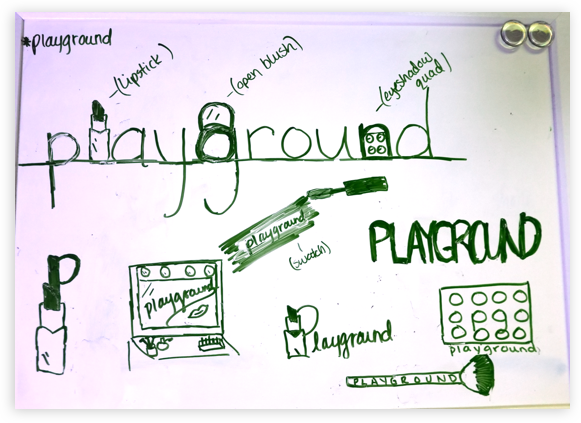 *playground
-(lipstick)
-(open blush)
-(eyeshadow quad)
playground
playground
(swatch)
PLAYGROUND
P
playground
Playground
playground
PLAYGROUND